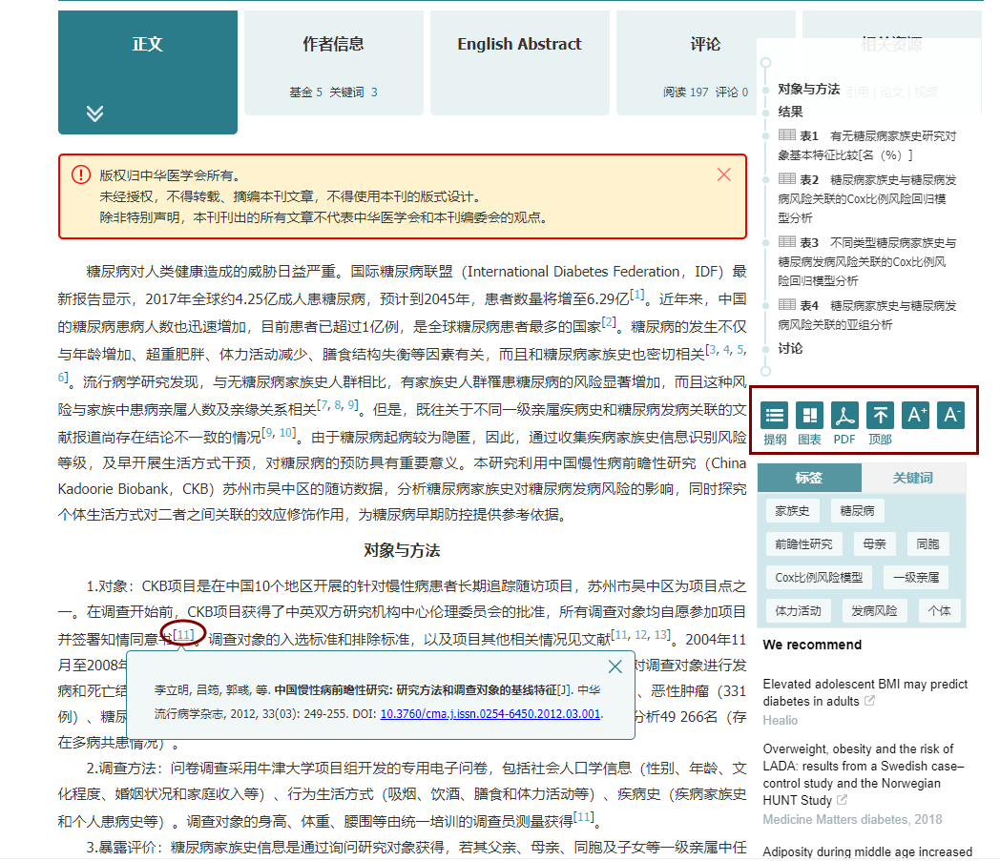 正文
作者信息
基金 5 关键词 3
English Abstract
评论
阅读 197 评论 0
相关资源
引用 | 论文 | 视频
版权归中华医学会所有。
未经授权，不得转载、摘编本刊文章，不得使用本刊的版式设计。
除非特别声明，本刊刊出的所有文章不代表中华医学会和本刊编委会的观点。
糖尿病对人类健康造成的威胁日益严重。国际糖尿病联盟（International Diabetes Federation，IDF）最
新报告显示，2017年全球约4.25亿成人患糖尿病，预计到2045年，患者数量将增至6.29亿[1]。近年来，中国
的糖尿病患病人数也迅速增加，目前患者已超过1亿例，是全球糖尿病患者最多的国家[2]。糖尿病的发生不仅
与年龄增加、超重肥胖、体力活动减少、膳食结构失衡等因素有关，而且和糖尿病家族史也密切相关[3, 4, 5,
6]。流行病学研究发现，与无糖尿病家族史人群相比，有家族史人群罹患糖尿病的风险显著增加，而且这种风
险与家族中患病亲属人数及亲缘关系相关[7, 8, 9]。但是，既往关于不同一级亲属疾病史和糖尿病发病关联的文
献报道尚存在结论不一致的情况[9, 10]。由于糖尿病起病较为隐匿，因此，通过收集疾病家族史信息识别风险
等级，及早开展生活方式干预，对糖尿病的预防具有重要意义。本研究利用中国慢性病前瞻性研究（China
Kadoorie Biobank，CKB）苏州市吴中区的随访数据，分析糖尿病家族史对糖尿病发病风险的影响，同时探究
个体生活方式对二者之间关联的效应修饰作用，为糖尿病早期防控提供参考依据。
对象与方法
1.对象：CKB项目是在中国10个地区开展的针对慢性病患者长期追踪随访项目，苏州市吴中区为项目点之
一。在调查开始前，CKB项目获得了中英双方研究机构中心伦理委员会的批准，所有调查对象均自愿参加项目
并签署知情同意书[11]。调查对象的入选标准和排除标准，以及项目其他相关情况见文献[11, 12, 13]。2004年11
月至2008年
对调查对象进行发
病和死亡结
、恶性肿瘤（331
例）、糖尿
分析49 266名（存
在多病共患情况）。
李立明, 吕筠, 郭彧, 等. 中国慢性病前瞻性研究: 研究方法和调查对象的基线特征[J]. 中华
流行病学杂志, 2012, 33(03): 249-255. DOI: 10.3760/cma.j.issn.0254-6450.2012.03.001.
2.调查方法：问卷调查采用牛津大学项目组开发的专用电子问卷，包括社会人口学信息（性别、年龄、文
化程度、婚姻状况和家庭收入等）、行为生活方式（吸烟、饮酒、膳食和体力活动等）、疾病史（疾病家族史
和个人患病史等）。调查对象的身高、体重、腰围等由统一培训的调查员测量获得[11]。
3.暴露评价：糖尿病家族史信息是通过询问研究对象获得，若其父亲、母亲、同胞及子女等一级亲属中任
对象与方法
结果
表1 有无糖尿病家族史研究对
象基本特征比较[名（%）]
表2 糖尿病家族史与糖尿病发
病风险关联的Cox比例风险回归模
型分析
表3 不同类型糖尿病家族史与
糖尿病发病风险关联的Cox比例风
险回归模型分析
表4 糖尿病家族史与糖尿病发
病风险关联的亚组分析
讨论
A+ A-
提纲 图表 PDF 顶部
标签 关键词
家族史 糖尿病
前瞻性研究 母亲 同胞
Cox比例风险模型 一级亲属
体力活动 发病风险 个体
We recommend
Elevated adolescent BMI may predict
diabetes in adults
Healio
Overweight, obesity and the risk of
LADA: results from a Swedish case–
control study and the Norwegian
HUNT Study
Medicine Matters diabetes, 2018
Adiposity during middle age increased